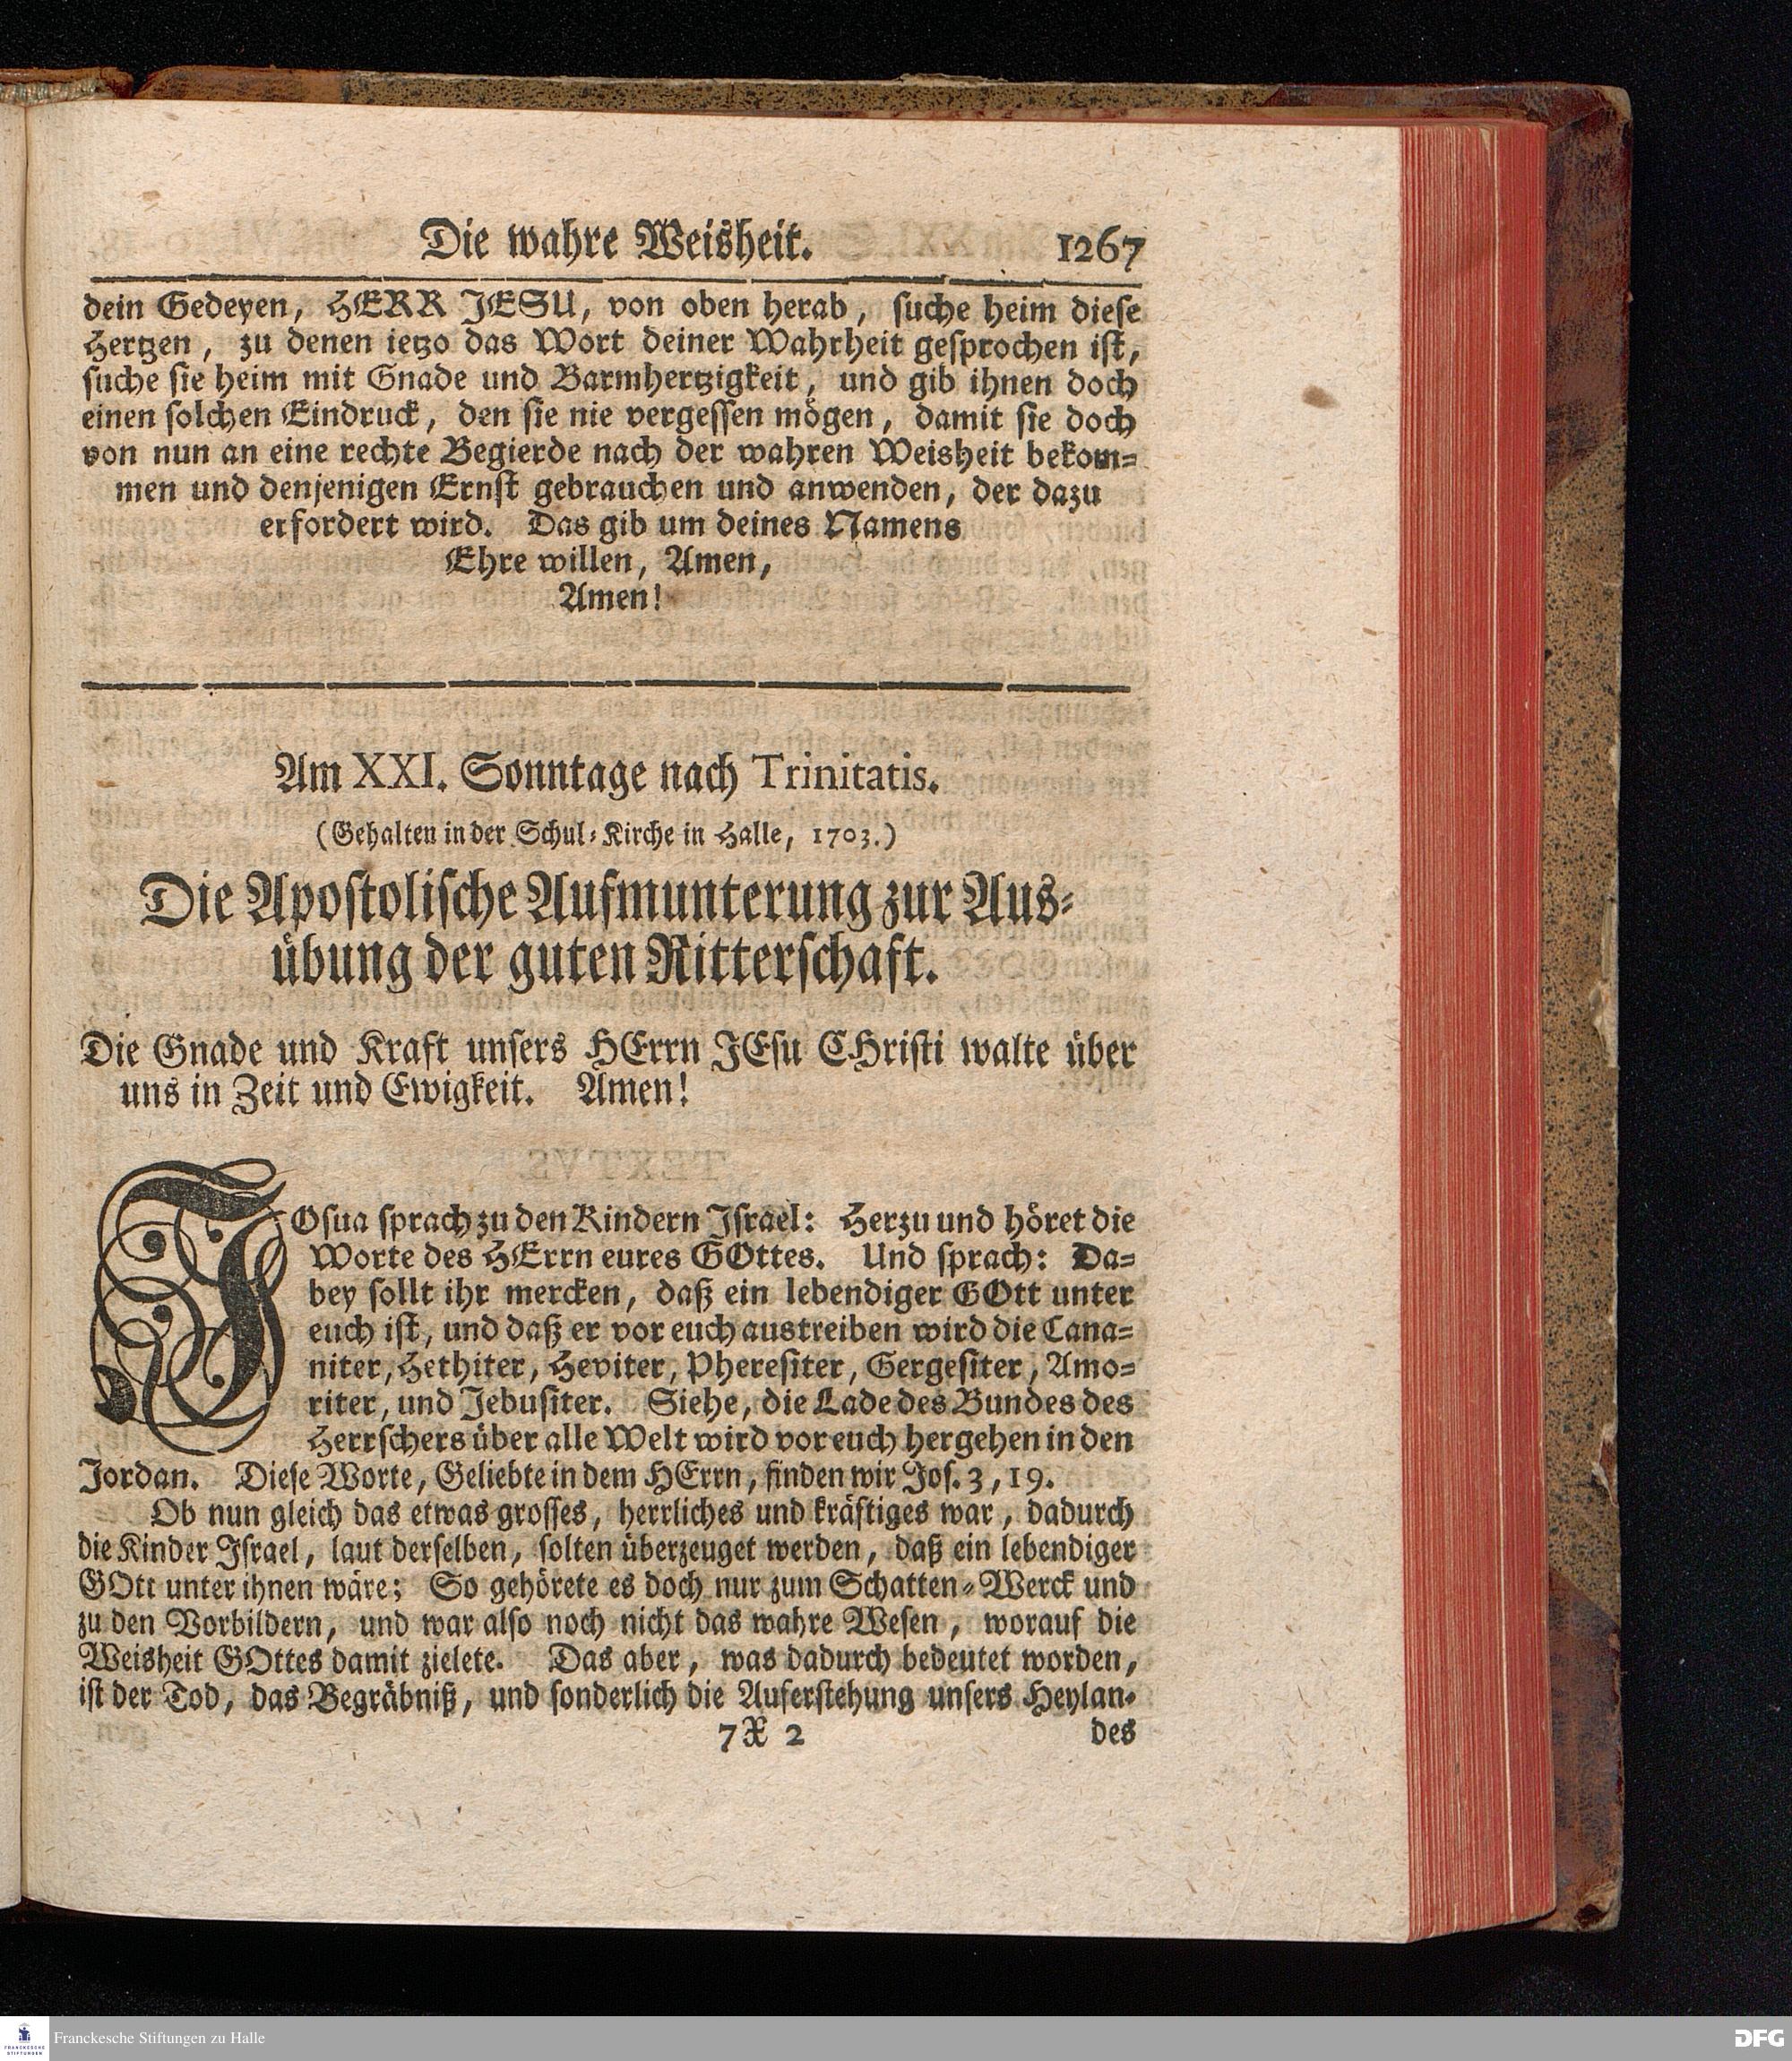 Die wahre Weisheit. 1267
dein Gedeyen, HERR JESU, von oben herab, suche heim diese
Hertzen, zu denen ietzo das Wort deiner Wahrheit gesprochen ist,
suche sie heim mit Gnade und Barmhertzigkeit, und gib ihnen doch
einen solchen Eindruck, den sie nie vergessen mögen, damit sie doch
von nun an eine rechte Begierde nach der wahren Weisheit bekom=
men und denjenigen Ernst gebrauchen und anwenden, der dazu
erfordert wird. Das gib um deines Namens
Ehre willen, Amen,
Amen!
Am XXI. Sonntage nach Trinitatis.
(Gehalten in der Schul=Kirche in Halle, 1703.)
Die Apostolische Aufmunterung zur Aus=
übung der guten Ritterschaft.
Die Gnade und Kraft unsers HErrn JEsu CHristi walte über
uns in Zeit und Ewigkeit. Amen!
JOsua sprach zu den Kindern Israel: Herzu und höret die
Worte des HErrn eures GOttes. Und sprach: Da=
bey sollt ihr mercken, daß ein lebendiger GOtt unter
euch ist, und daß er vor euch austreiben wird die Cana=
niter, Hethiter, Heviter, Pheresiter, Gergesiter, Amo=
riter, und Jebusiter. Siehe, die Lade des Bundes des
Herrschers über alle Welt wird vor euch hergehen in den
Jordan. Diese Worte, Geliebte in dem HErrn, finden wir Jos. 3, 19.
Ob nun gleich das etwas grosses, herrliches und kräftiges war, dadurch
die Kinder Israel, laut derselben, solten überzeuget werden, daß ein lebendiger
GOtt unter ihnen wäre; So gehörete es doch nur zum Schatten=Werck und
zu den Vorbildern, und war also noch nicht das wahre Wesen, worauf die
Weisheit GOttes damit zielete. Das aber, was dadurch bedeutet worden,
ist der Tod, das Begräbniß, und sonderlich die Auferstehung unsers Heylan=
7X 2 des
FRANCKESCHE STIFTUNGEN
Franckesche Stiftungen zu Halle
DFG